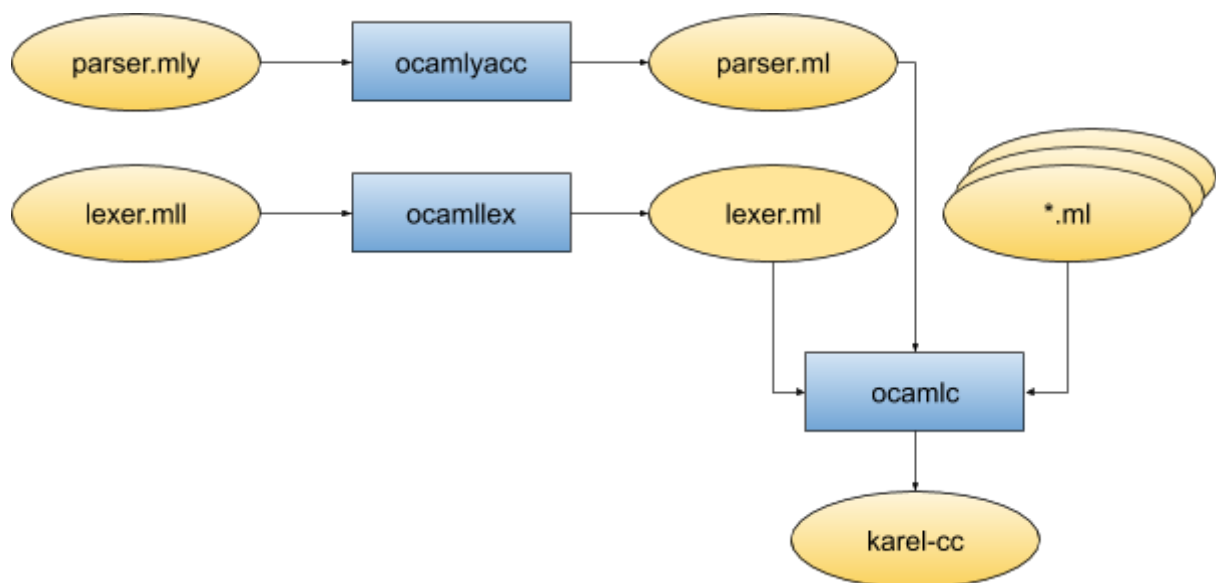 parser.mly
ocamlyacc
parser.ml
lexer.mll
ocamllex
lexer.ml
*.ml
ocamlc
karel-cc